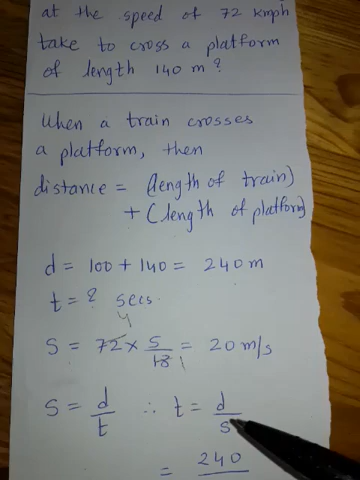 at the speed of 72 kmph
take to cross a platform
of length 140 m?
When a train crosses
a platform, then
distance = (length of train)
+ (length of platform)
d = 100 + 140 = 240 m
t = ? secs.
4
S = 72 × 5/18 = 20 m/s
1
S = d/t ∴ t = d/s
= 240